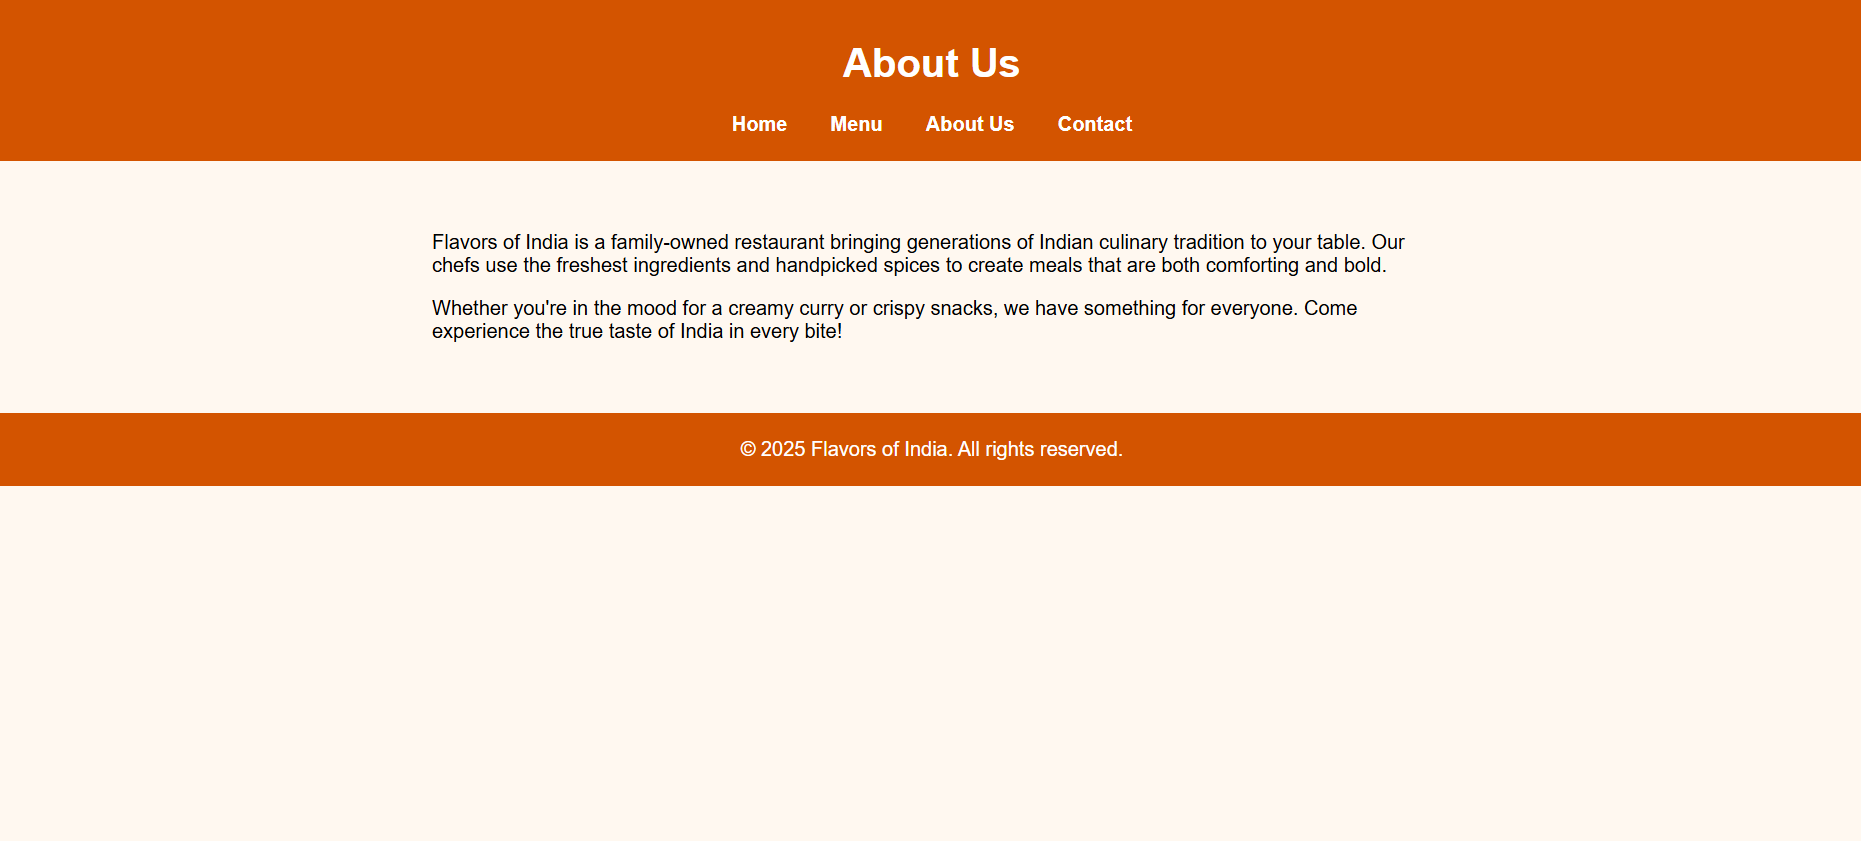 About Us
Home Menu About Us Contact
Flavors of India is a family-owned restaurant bringing generations of Indian culinary tradition to your table. Our
chefs use the freshest ingredients and handpicked spices to create meals that are both comforting and bold.
Whether you're in the mood for a creamy curry or crispy snacks, we have something for everyone. Come
experience the true taste of India in every bite!
© 2025 Flavors of India. All rights reserved.